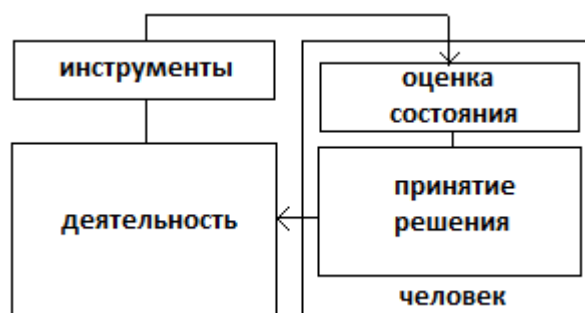 инструменты
оценка
состояния
деятельность
принятие
решения
человек